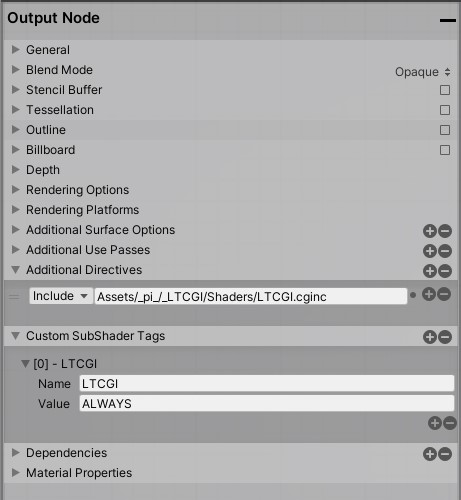 Output Node
General
Blend Mode Opaque
Stencil Buffer
Tessellation
Outline
Billboard
Depth
Rendering Options
Rendering Platforms
Additional Surface Options
Additional Use Passes
Additional Directives
Include Assets/_pi_/_LTCGI/Shaders/LTCGI.cginc
Custom SubShader Tags
[0] - LTCGI
Name LTCGI
Value ALWAYS
Dependencies
Material Properties